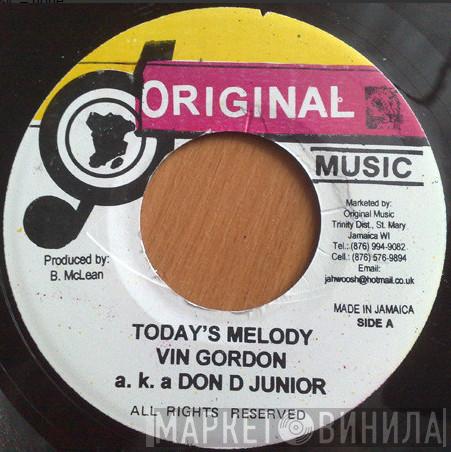 ORIGINAL
MUSIC
Marketed by:
Original Music
Trinity Dist., St. Mary
Jamaica WI
Tel.: (876) 994-9082
Cell.: (876) 576-9894
Email:
jahwoosh@hotmail.co.uk
Produced by:
B. McLean
MADE IN JAMAICA
SIDE A
TODAY'S MELODY
VIN GORDON
a. k. a DON D JUNIOR
ALL RIGHTS RESERVED
МАРКЕТ ВИНИЛА